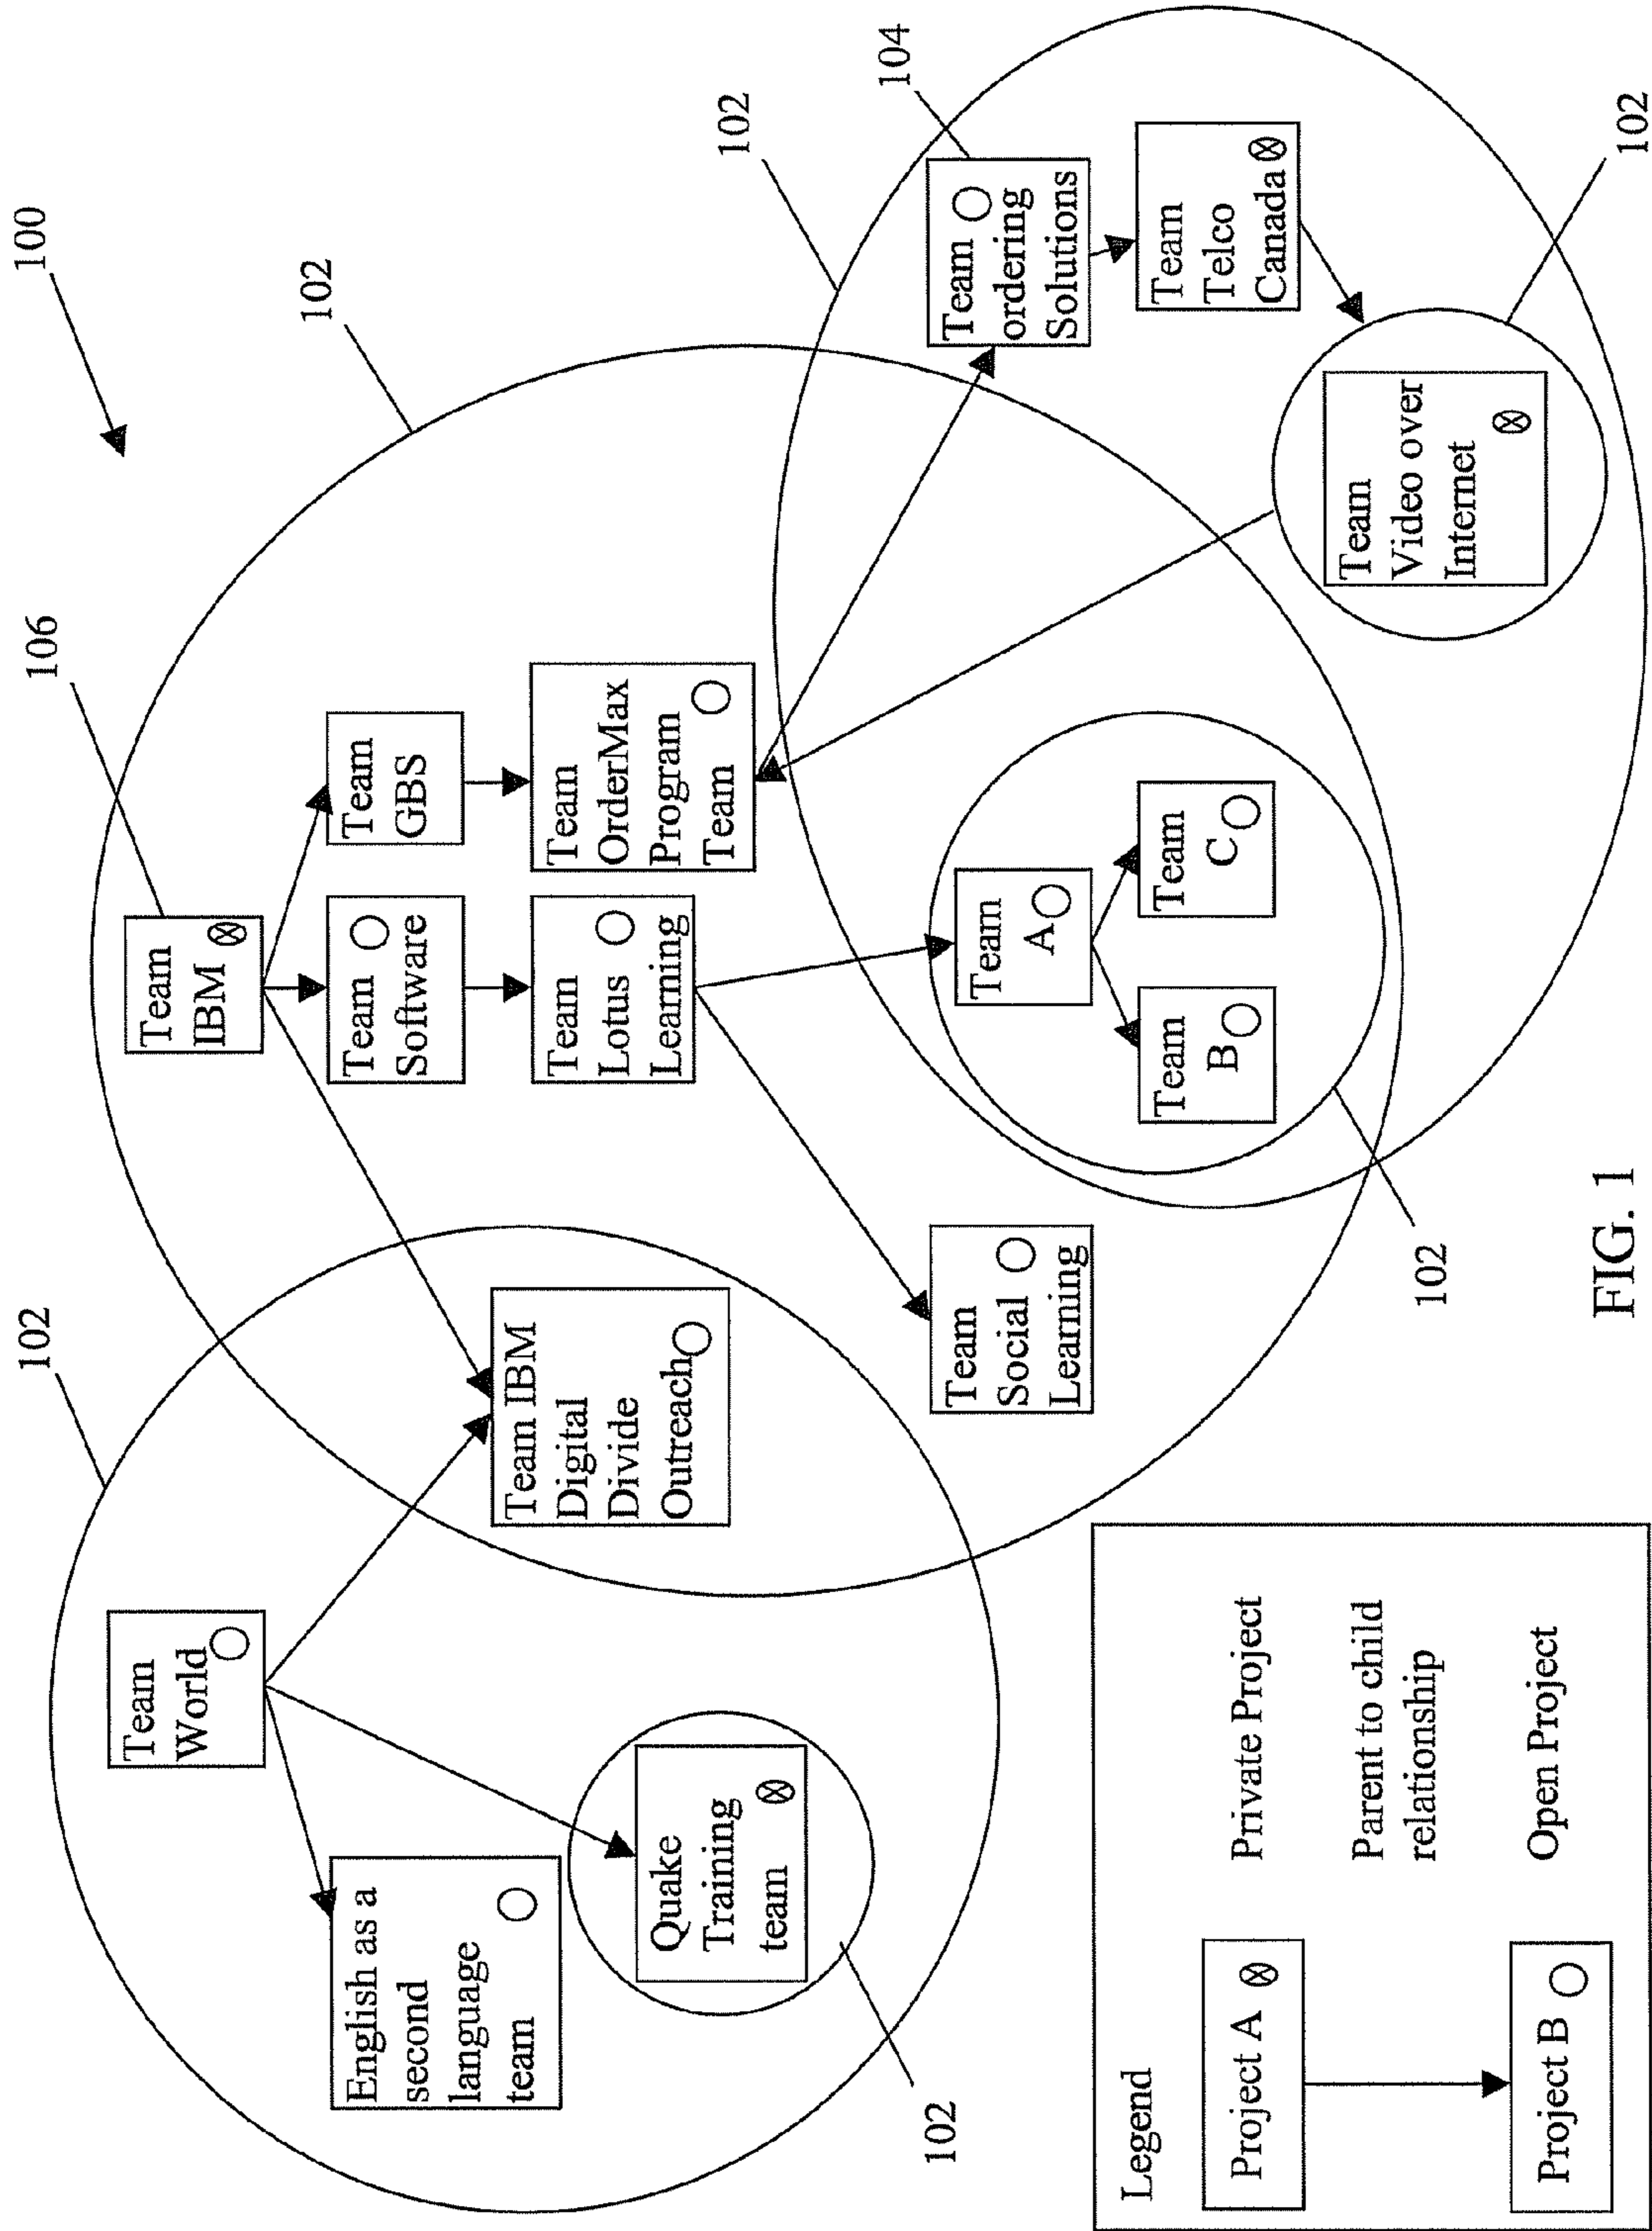 100
102
Team
World
English as a
second
language
team
Quake
Training
team
102
Team IBM
Digital
Divide
Outreach
106
Team
IBM
102
Team
Software
Team
GBS
Team
Lotus
Learning
Team
OrderMax
Program
Team
Team
Social
Learning
102
Team
A
Team
B
Team
C
102
104
Team
ordering
Solutions
Team
Telco
Canada
Team
Video over
Internet
102
Legend
Project A
Private Project
Parent to child
relationship
Project B
Open Project
FIG. 1